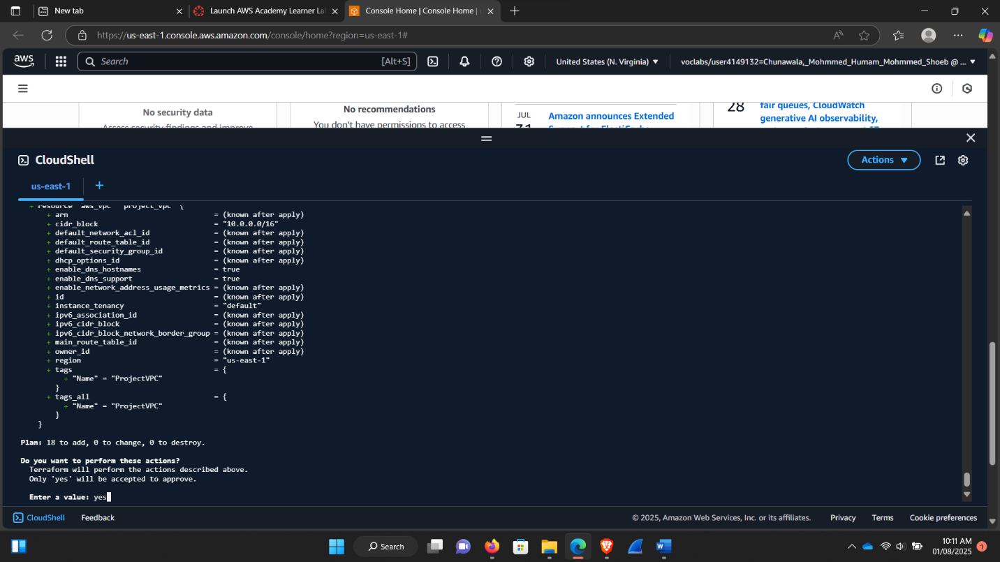 New tab
Launch AWS Academy Learner La
Console Home | Console Home |
https://us-east-1.console.aws.amazon.com/console/home?region=us-east-1#
aws
Search
[Alt+S]
United States (N. Virginia)
voclabs/user4149132=Chunawala,_Mohmmed_Humam_Mohmmed_Shoeb @ ...
No security data
Access security findings and improve
No recommendations
You don't have permissions to access
JUL
31
Amazon announces Extended
Support for ElastiCache
28
fair queues, CloudWatch
generative AI observability,
CloudShell
Actions
us-east-1
+ resource "aws_vpc" "project_vpc" {
+ arn = (known after apply)
+ cidr_block = "10.0.0.0/16"
+ default_network_acl_id = (known after apply)
+ default_route_table_id = (known after apply)
+ default_security_group_id = (known after apply)
+ dhcp_options_id = (known after apply)
+ enable_dns_hostnames = true
+ enable_dns_support = true
+ enable_network_address_usage_metrics = (known after apply)
+ id = (known after apply)
+ instance_tenancy = "default"
+ ipv6_association_id = (known after apply)
+ ipv6_cidr_block = (known after apply)
+ ipv6_cidr_block_network_border_group = (known after apply)
+ main_route_table_id = (known after apply)
+ owner_id = (known after apply)
+ region = "us-east-1"
+ tags = {
+ "Name" = "ProjectVPC"
}
+ tags_all = {
+ "Name" = "ProjectVPC"
}
}
Plan: 18 to add, 0 to change, 0 to destroy.
Do you want to perform these actions?
Terraform will perform the actions described above.
Only 'yes' will be accepted to approve.
Enter a value: yes
CloudShell
Feedback
© 2025, Amazon Web Services, Inc. or its affiliates.
Privacy
Terms
Cookie preferences
Search
10:11 AM
01/08/2025
1